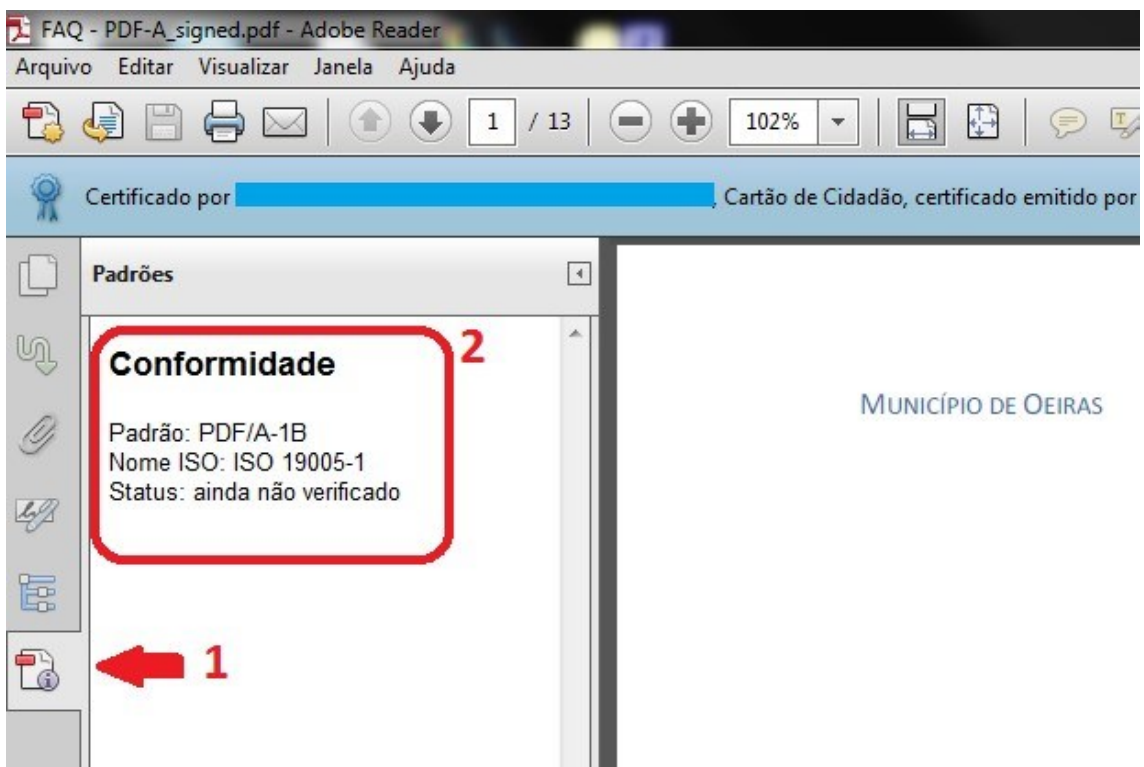 FAQ - PDF-A_signed.pdf - Adobe Reader
Arquivo Editar Visualizar Janela Ajuda
1 / 13 102% T
Certificado por , Cartão de Cidadão, certificado emitido por
Padrões
Conformidade 2
Padrão: PDF/A-1B
Nome ISO: ISO 19005-1
Status: ainda não verificado
MUNICÍPIO DE OEIRAS
1